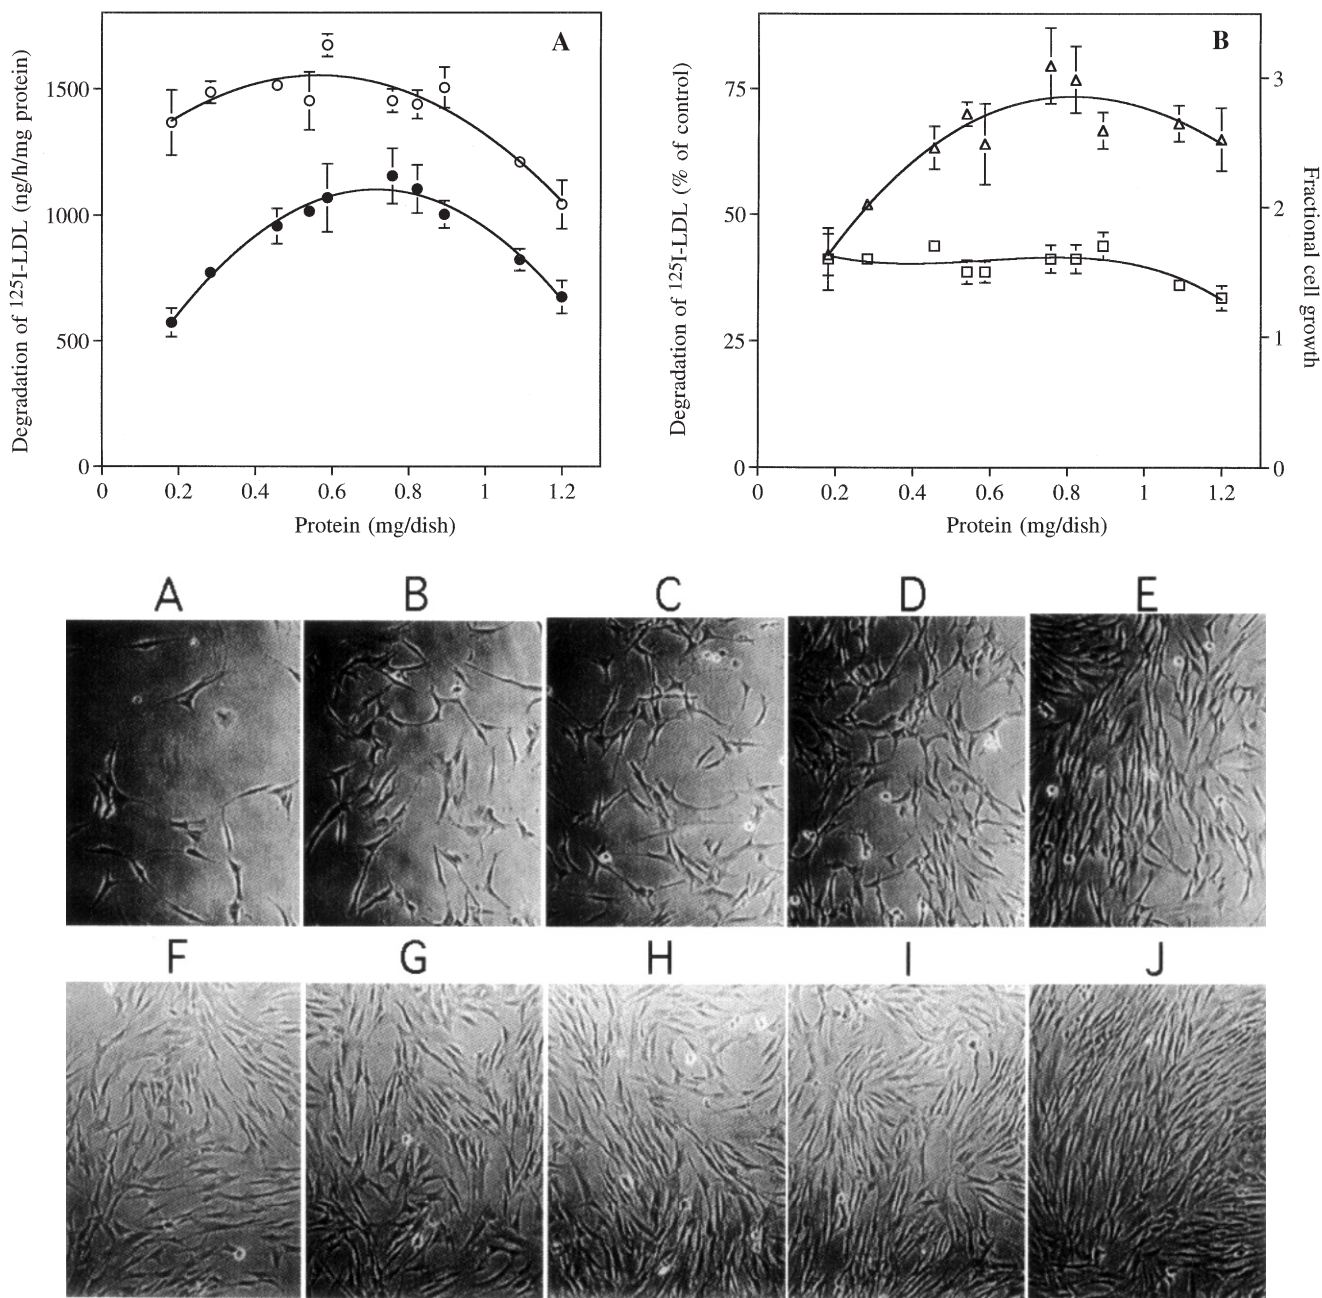 A
Degradation of ¹²⁵I-LDL (ng/h/mg protein)
1500
1000
500
0
0 0.2 0.4 0.6 0.8 1 1.2
Protein (mg/dish)
B
Degradation of ¹²⁵I-LDL (% of control)
75
50
25
0
3
2
1
0
Fractional cell growth
0 0.2 0.4 0.6 0.8 1 1.2
Protein (mg/dish)
A B C D E
F G H I J